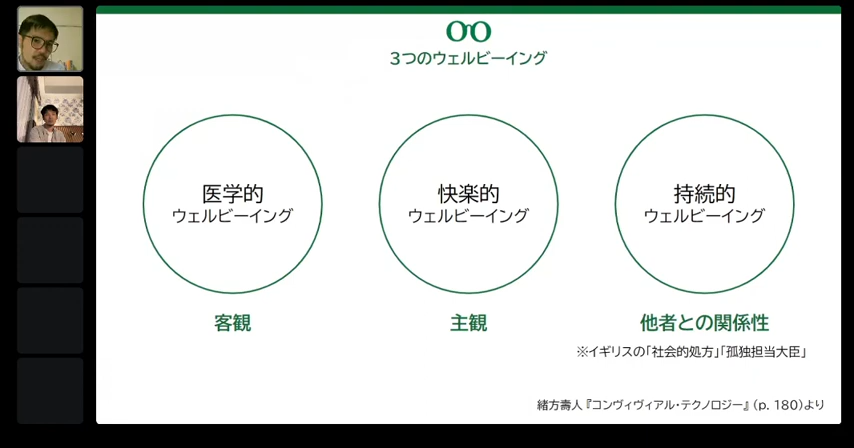 3つのウェルビーイング
医学的
ウェルビーイング
快楽的
ウェルビーイング
持続的
ウェルビーイング
客観
主観
他者との関係性
※イギリスの「社会的処方」「孤独担当大臣」
緒方壽人『コンヴィヴィアル・テクノロジー』(p. 180)より